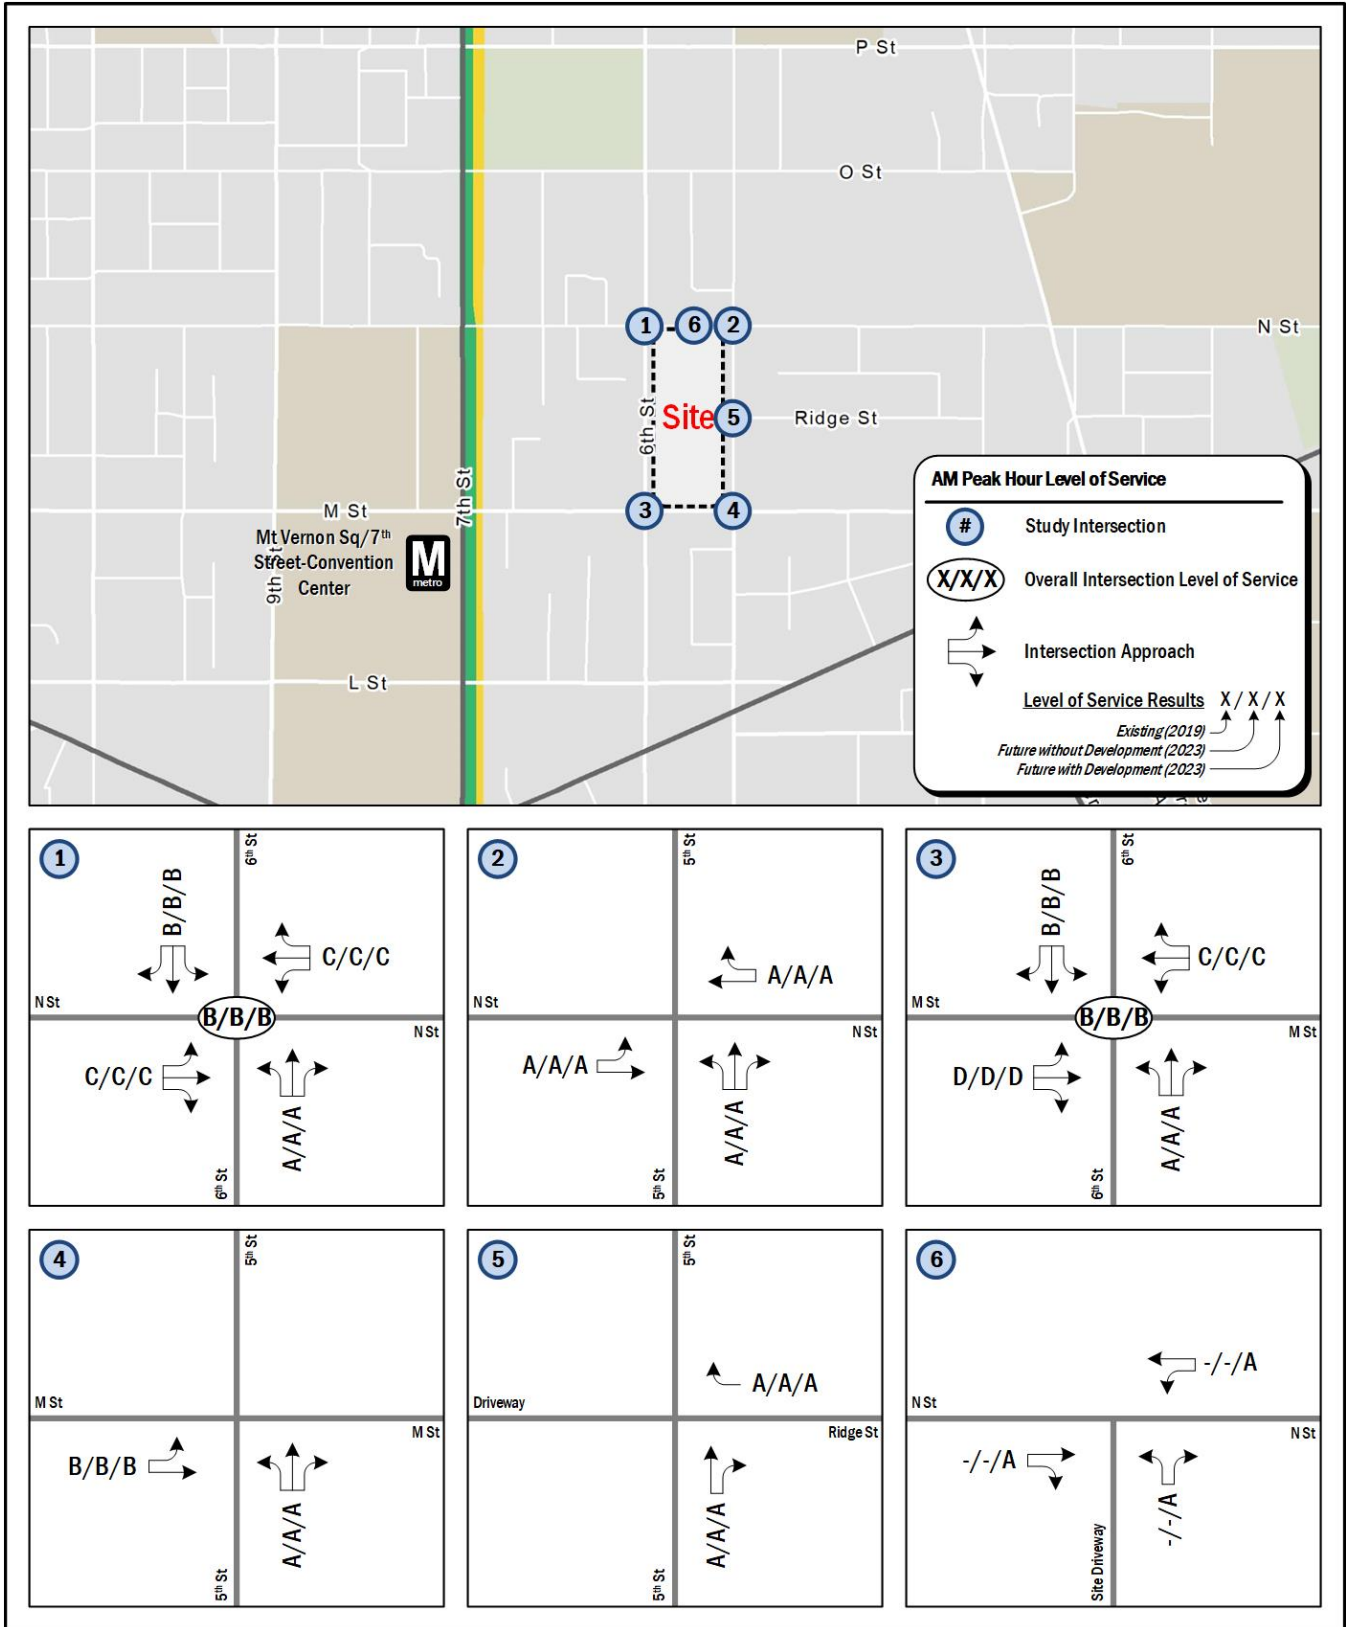 P St
O St
1
6
2
N St
6th St
Site
5
Ridge St
7th St
M St
3
4
Mt Vernon Sq/7th
Street-Convention
Center
9th St
M
metro
L St
AM Peak Hour Level of Service
# Study Intersection
X/X/X Overall Intersection Level of Service
Intersection Approach
Level of Service Results X / X / X
Existing (2019)
Future without Development (2023)
Future with Development (2023)
1
6th St
B/B/B
C/C/C
N St
B/B/B
N St
C/C/C
A/A/A
6th St
2
5th St
A/A/A
N St
N St
A/A/A
A/A/A
5th St
3
6th St
B/B/B
C/C/C
M St
B/B/B
M St
D/D/D
A/A/A
6th St
4
5th St
M St
M St
B/B/B
A/A/A
5th St
5
5th St
A/A/A
Driveway
Ridge St
A/A/A
5th St
6
-/-/A
N St
N St
-/-/A
-/-/A
Site Driveway